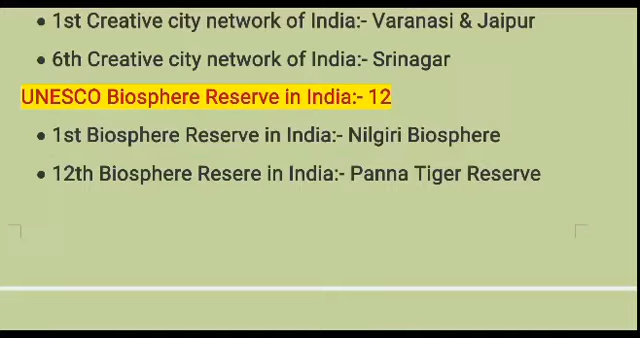 • 1st Creative city network of India:- Varanasi & Jaipur
• 6th Creative city network of India:- Srinagar
UNESCO Biosphere Reserve in India:- 12
• 1st Biosphere Reserve in India:- Nilgiri Biosphere
• 12th Biosphere Resere in India:- Panna Tiger Reserve